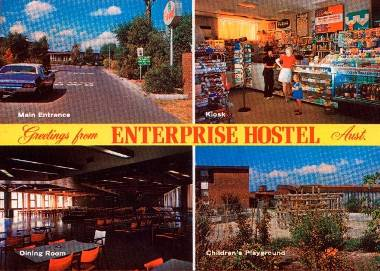 Main Entrance
Kiosk
Greetings from ENTERPRISE HOSTEL Aust.
Dining Room
Children's Playground